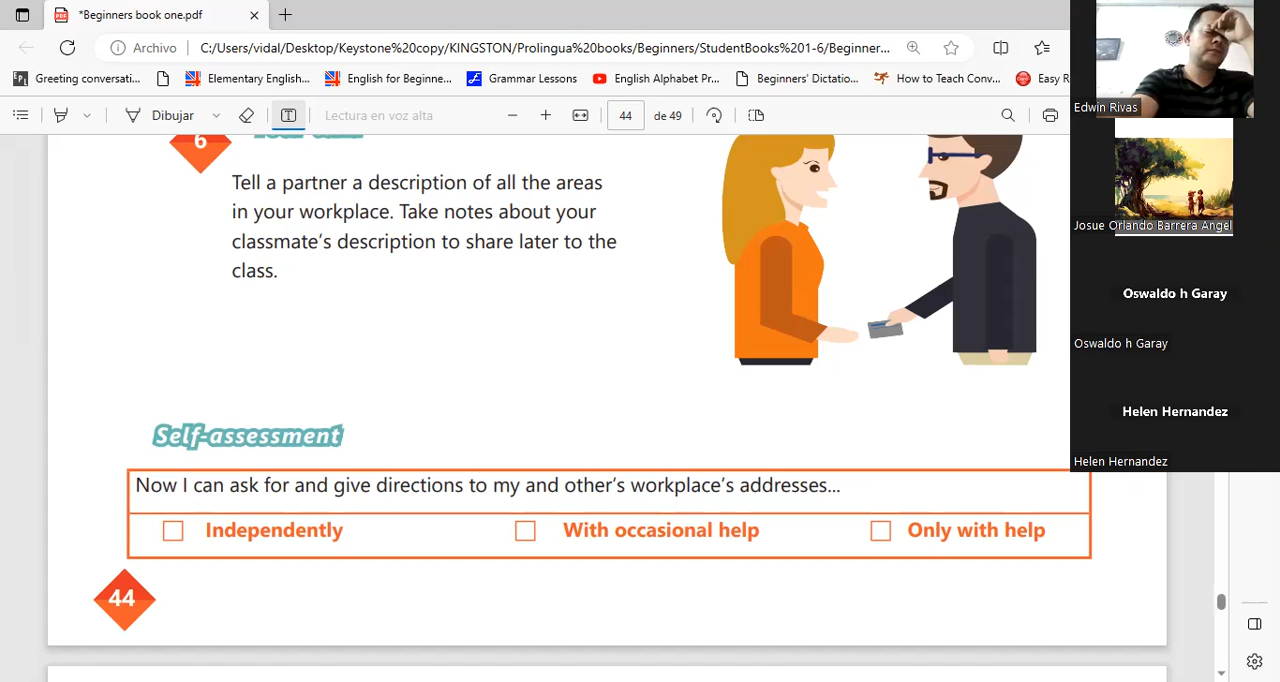 *Beginners book one.pdf
Archivo
C:/Users/vidal/Desktop/Keystone%20copy/KINGSTON/Prolingua%20books/Beginners/StudentBooks%201-6/Beginner...
Greeting conversati...
Elementary English...
English for Beginne...
Grammar Lessons
English Alphabet Pr...
Beginners' Dictatio...
How to Teach Conv...
Easy R
Dibujar
Lectura en voz alta
44
de 49
6
Tell a partner a description of all the areas
in your workplace. Take notes about your
classmate's description to share later to the
class.
Self-assessment
Now I can ask for and give directions to my and other's workplace's addresses...
Independently
With occasional help
Only with help
44
Edwin Rivas
Josue Orlando Barrera Angel
Oswaldo h Garay
Oswaldo h Garay
Helen Hernandez
Helen Hernandez